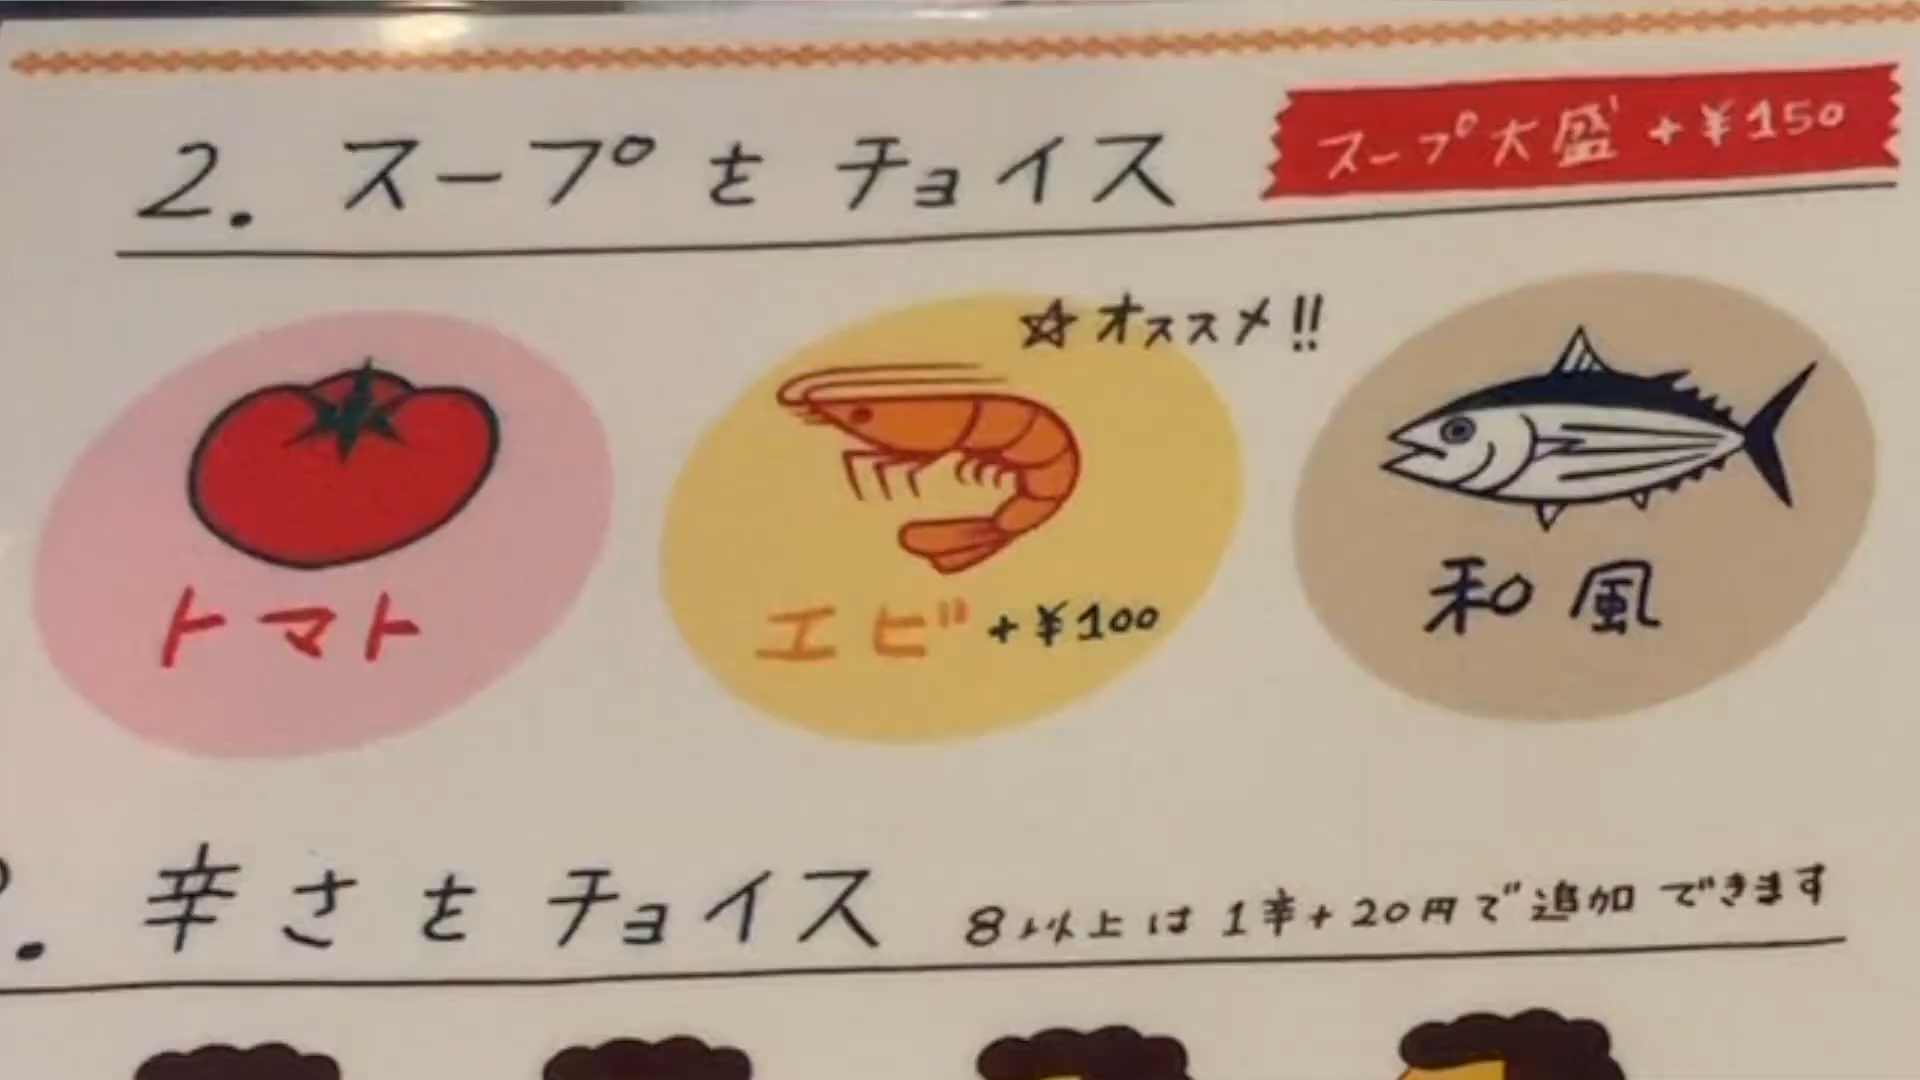 2. スープをチョイス
スープ大盛 +¥150
☆オススメ!!
トマト
エビ +¥100
和風
辛さをチョイス
8以上は1辛+20円で追加できます